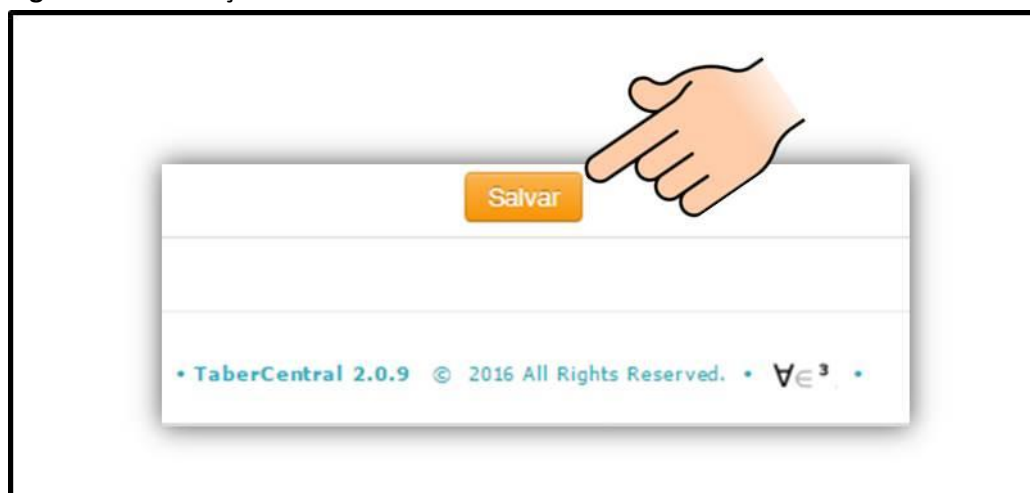 Salvar
• TaberCentral 2.0.9 © 2016 All Rights Reserved. • ∀∈³ •